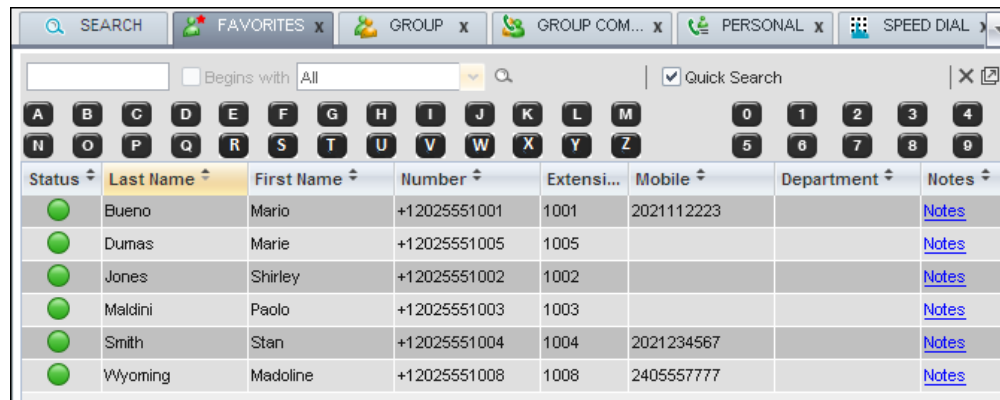 SEARCH FAVORITES x GROUP x GROUP COM... x PERSONAL x SPEED DIAL x
Begins with All Quick Search
A B C D E F G H I J K L M 0 1 2 3 4
N O P Q R S T U V W X Y Z 5 6 7 8 9
Status Last Name First Name Number Extensi... Mobile Department Notes
Bueno Mario +12025551001 1001 2021112223 Notes
Dumas Marie +12025551005 1005 Notes
Jones Shirley +12025551002 1002 Notes
Maldini Paolo +12025551003 1003 Notes
Smith Stan +12025551004 1004 2021234567 Notes
Wyoming Madoline +12025551008 1008 2405557777 Notes